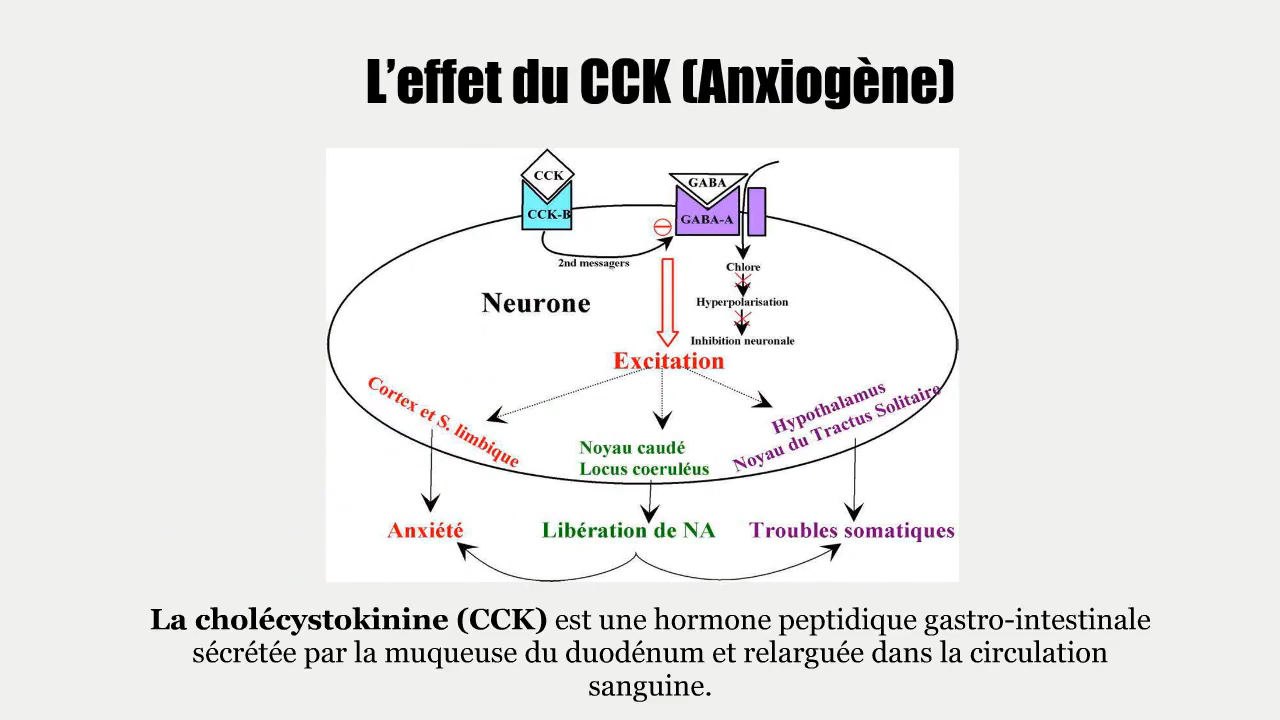 L'effet du CCK (Anxiogène)
CCK
CCK-B
GABA
GABA-A
2nd messagers
Chlore
Hyperpolarisation
Inhibition neuronale
Neurone
Excitation
Cortex et S. limbique
Noyau caudé
Locus coeruléus
Hypothalamus
Noyau du Tractus Solitaire
Anxiété
Libération de NA
Troubles somatiques
La cholécystokinine (CCK) est une hormone peptidique gastro-intestinale
sécrétée par la muqueuse du duodénum et relarguée dans la circulation
sanguine.